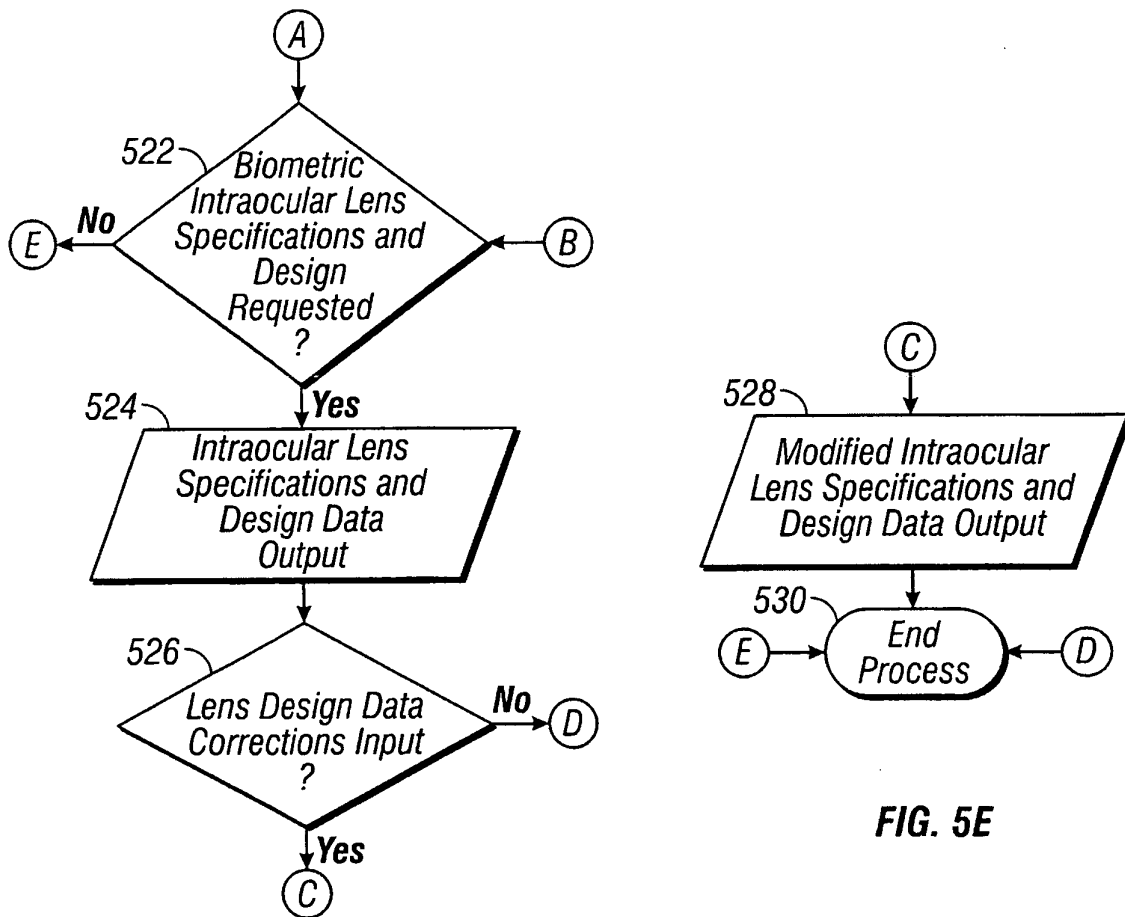 A
522
Biometric
Intraocular Lens
Specifications and
Design
Requested
?
No
E
B
Yes
524
Intraocular Lens
Specifications and
Design Data
Output
526
Lens Design Data
Corrections Input
?
No
D
Yes
C
C
528
Modified Intraocular
Lens Specifications and
Design Data Output
530
End
Process
E
D
FIG. 5E